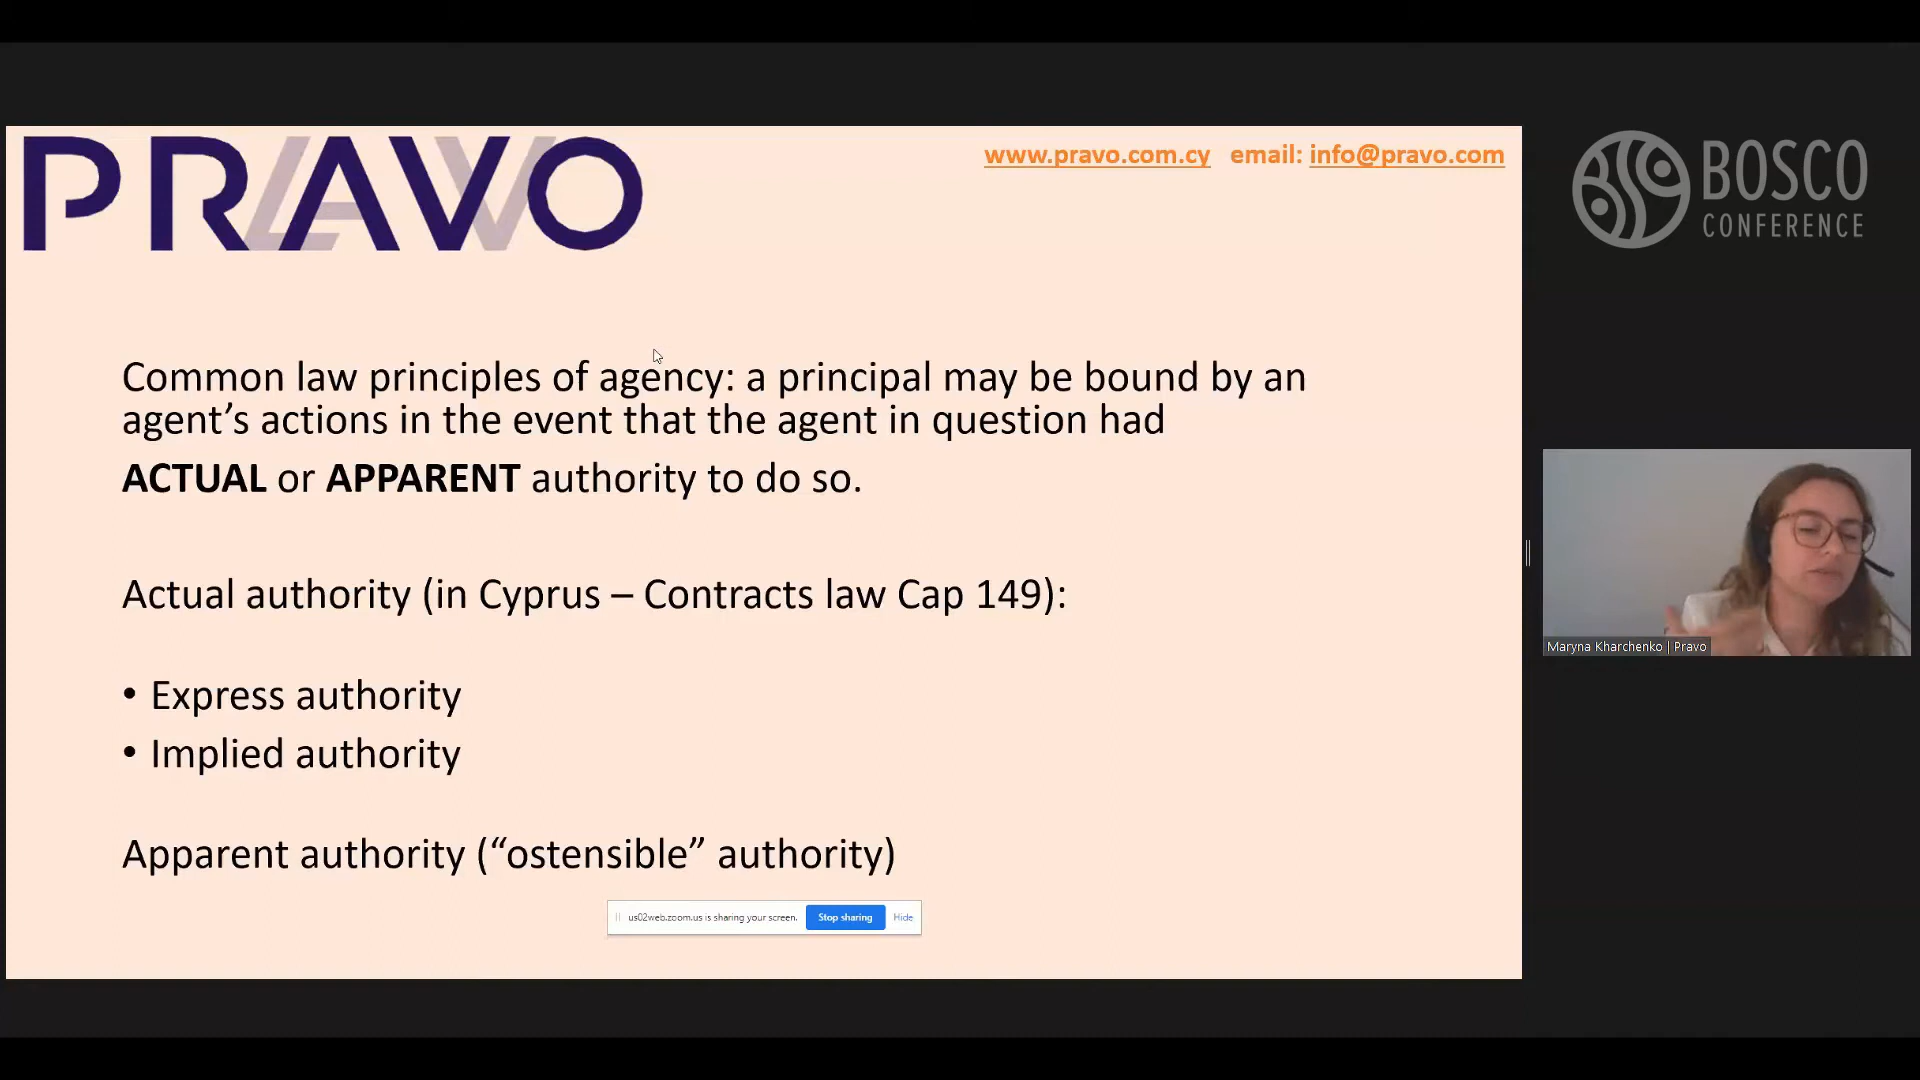 PRAVO
LAW
www.pravo.com.cy email: info@pravo.com
BOSCO
CONFERENCE
Common law principles of agency: a principal may be bound by an
agent’s actions in the event that the agent in question had
ACTUAL or APPARENT authority to do so.
Actual authority (in Cyprus – Contracts law Cap 149):
• Express authority
• Implied authority
Apparent authority (“ostensible” authority)
Maryna Kharchenko | Pravo
us02web.zoom.us is sharing your screen. Stop sharing Hide